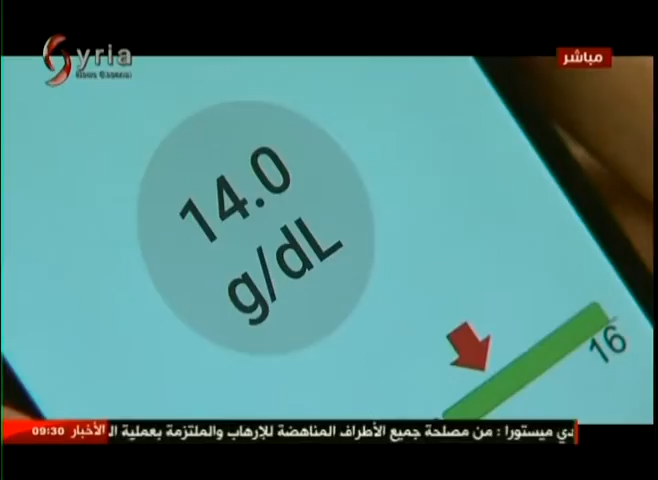 Syria
مباشر
14.0
g/dL
16
دي ميستورا : من مصلحة جميع الأطراف المناهضة للإرهاب والملتزمة بعملية ال
الأخبار 09:30